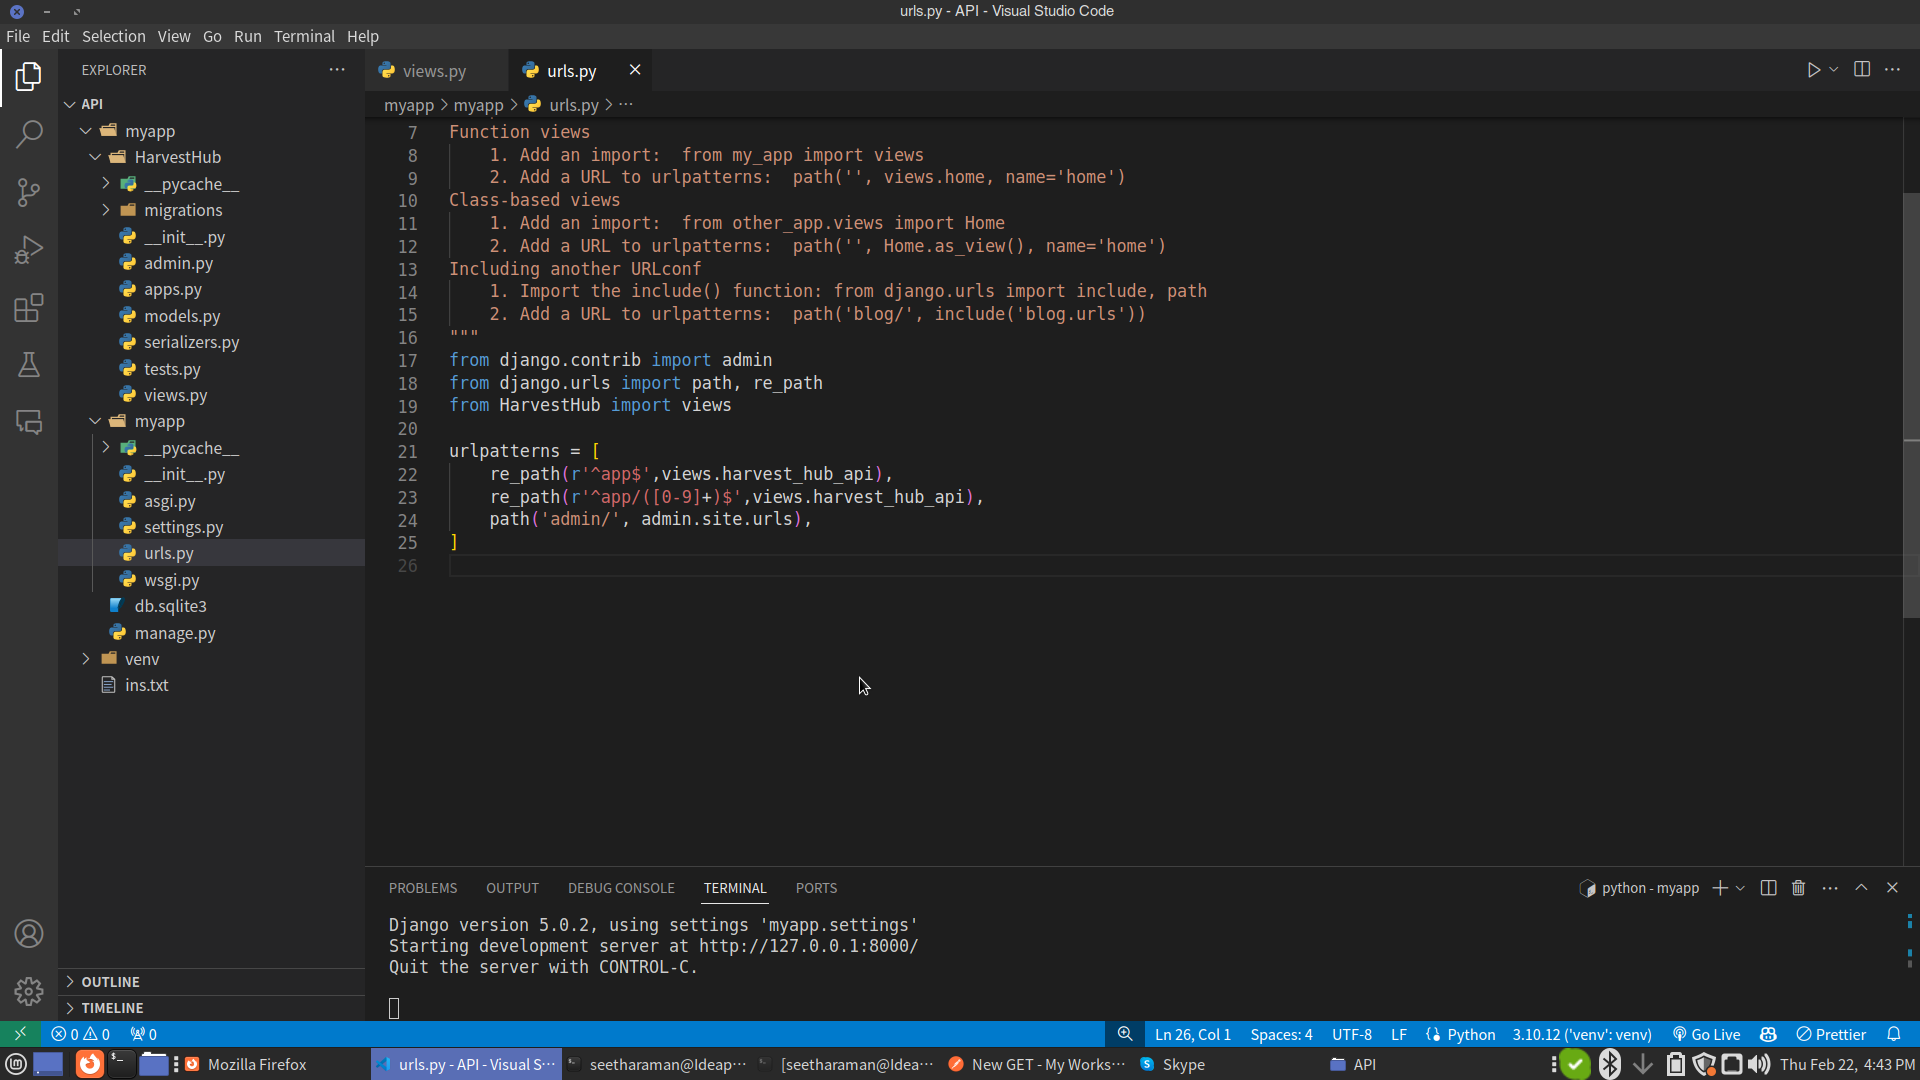 urls.py - API - Visual Studio Code
File Edit Selection View Go Run Terminal Help
EXPLORER
API
myapp
HarvestHub
__pycache__
migrations
__init__.py
admin.py
apps.py
models.py
serializers.py
tests.py
views.py
myapp
__pycache__
__init__.py
asgi.py
settings.py
urls.py
wsgi.py
db.sqlite3
manage.py
venv
ins.txt
OUTLINE
TIMELINE
views.py urls.py
myapp > myapp > urls.py > ...
7 Function views
8 1. Add an import:  from my_app import views
9 2. Add a URL to urlpatterns:  path('', views.home, name='home')
10 Class-based views
11 1. Add an import:  from other_app.views import Home
12 2. Add a URL to urlpatterns:  path('', Home.as_view(), name='home')
13 Including another URLconf
14 1. Import the include() function: from django.urls import include, path
15 2. Add a URL to urlpatterns:  path('blog/', include('blog.urls'))
16 """
17 from django.contrib import admin
18 from django.urls import path, re_path
19 from HarvestHub import views
20
21 urlpatterns = [
22 re_path(r'^app$',views.harvest_hub_api),
23 re_path(r'^app/([0-9]+)$',views.harvest_hub_api),
24 path('admin/', admin.site.urls),
25 ]
26
PROBLEMS OUTPUT DEBUG CONSOLE TERMINAL PORTS
python - myapp
Django version 5.0.2, using settings 'myapp.settings'
Starting development server at http://127.0.0.1:8000/
Quit the server with CONTROL-C.
0 0 0 Ln 26, Col 1 Spaces: 4 UTF-8 LF Python 3.10.12 ('venv': venv) Go Live Prettier
Mozilla Firefox urls.py - API - Visual S··· seetharaman@Ideap··· [seetharaman@Idea··· New GET - My Works··· Skype API Thu Feb 22, 4:43 PM